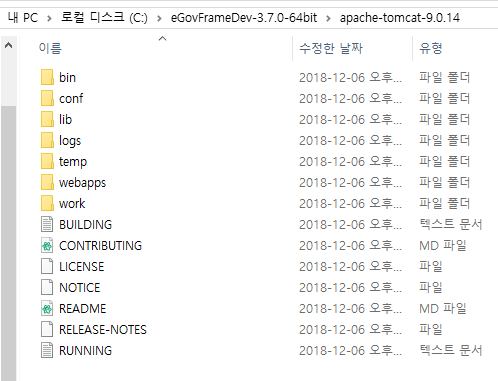 내 PC > 로컬 디스크 (C:) > eGovFrameDev-3.7.0-64bit > apache-tomcat-9.0.14
이름 수정한 날짜 유형
bin 2018-12-06 오후... 파일 폴더
conf 2018-12-06 오후... 파일 폴더
lib 2018-12-06 오후... 파일 폴더
logs 2018-12-06 오후... 파일 폴더
temp 2018-12-06 오후... 파일 폴더
webapps 2018-12-06 오후... 파일 폴더
work 2018-12-06 오후... 파일 폴더
BUILDING 2018-12-06 오후... 텍스트 문서
CONTRIBUTING 2018-12-06 오후... MD 파일
LICENSE 2018-12-06 오후... 파일
NOTICE 2018-12-06 오후... 파일
README 2018-12-06 오후... MD 파일
RELEASE-NOTES 2018-12-06 오후... 파일
RUNNING 2018-12-06 오후... 텍스트 문서